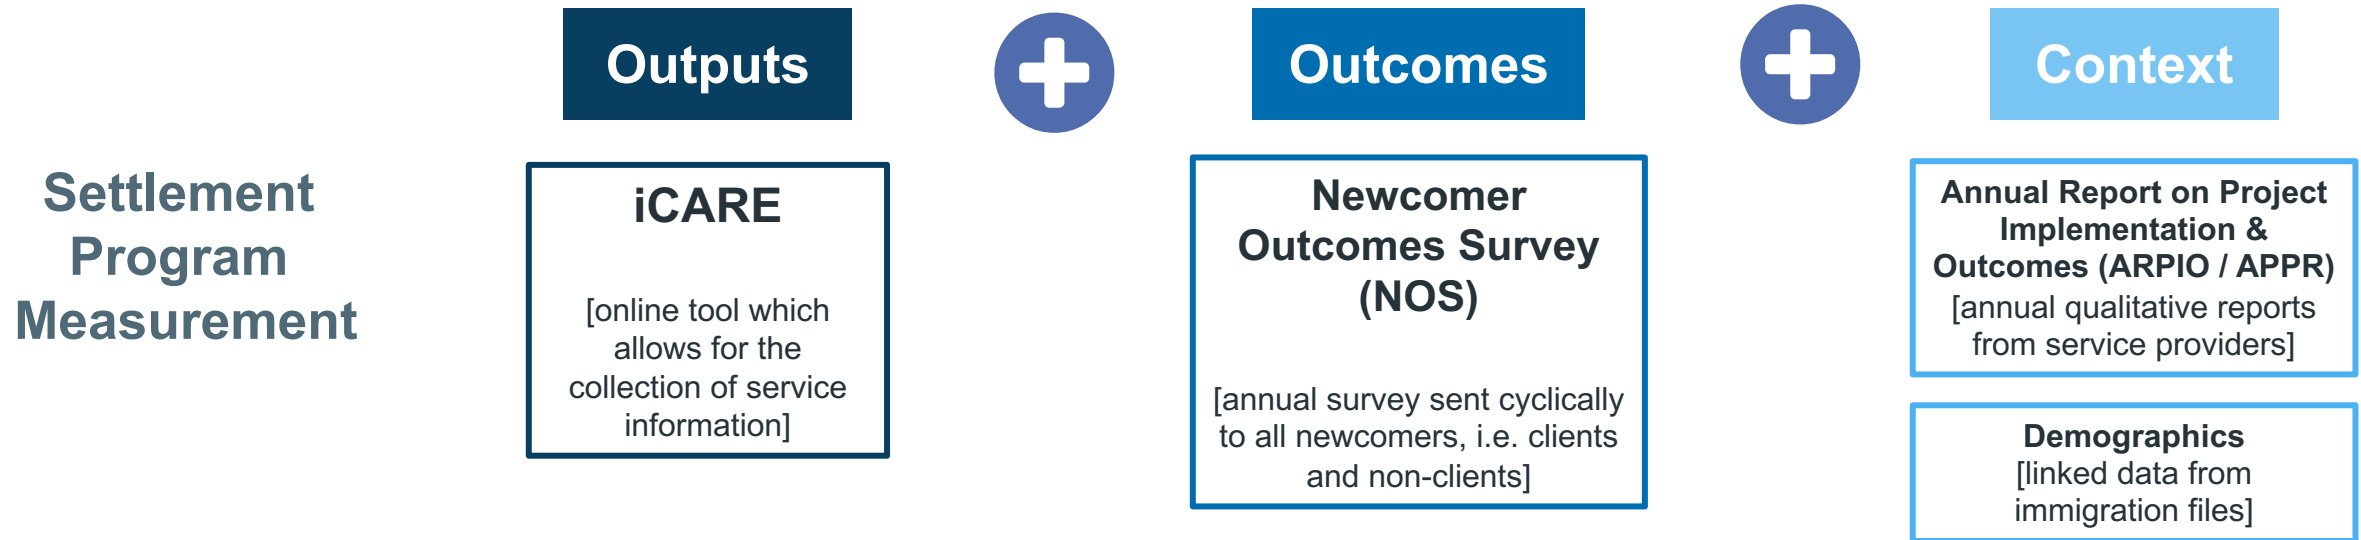 Settlement
Program
Measurement
Outputs
iCARE
[online tool which
allows for the
collection of service
information]
Outcomes
Newcomer
Outcomes Survey
(NOS)
[annual survey sent cyclically
to all newcomers, i.e. clients
and non-clients]
Context
Annual Report on Project
Implementation &
Outcomes (ARPIO / APPR)
[annual qualitative reports
from service providers]
Demographics
[linked data from
immigration files]